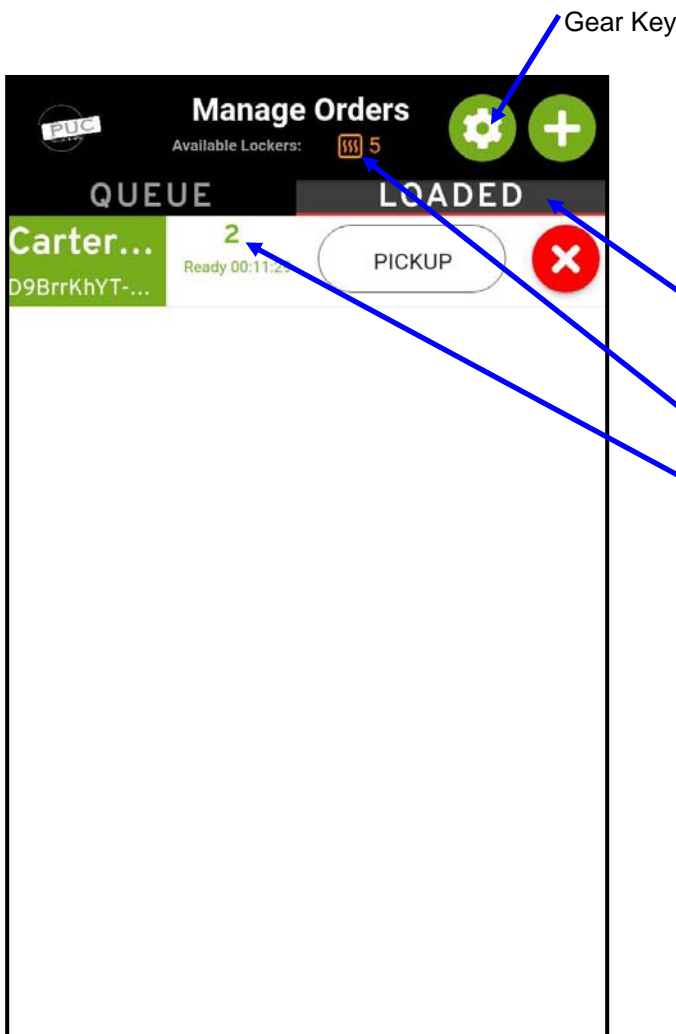 Gear Key
PUC
Manage Orders
Available Lockers: 5
QUEUE LOADED
Carter... 2 PICKUP
D9BrrKhYT-... Ready 00:11:29